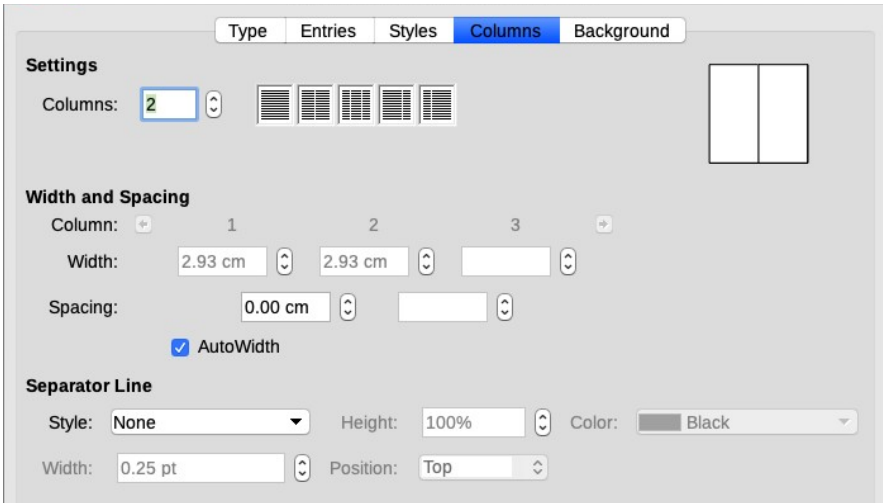 Type Entries Styles Columns Background
Settings
Columns: 2
Width and Spacing
Column: 1 2 3
Width: 2.93 cm 2.93 cm
Spacing: 0.00 cm
AutoWidth
Separator Line
Style: None Height: 100% Color: Black
Width: 0.25 pt Position: Top